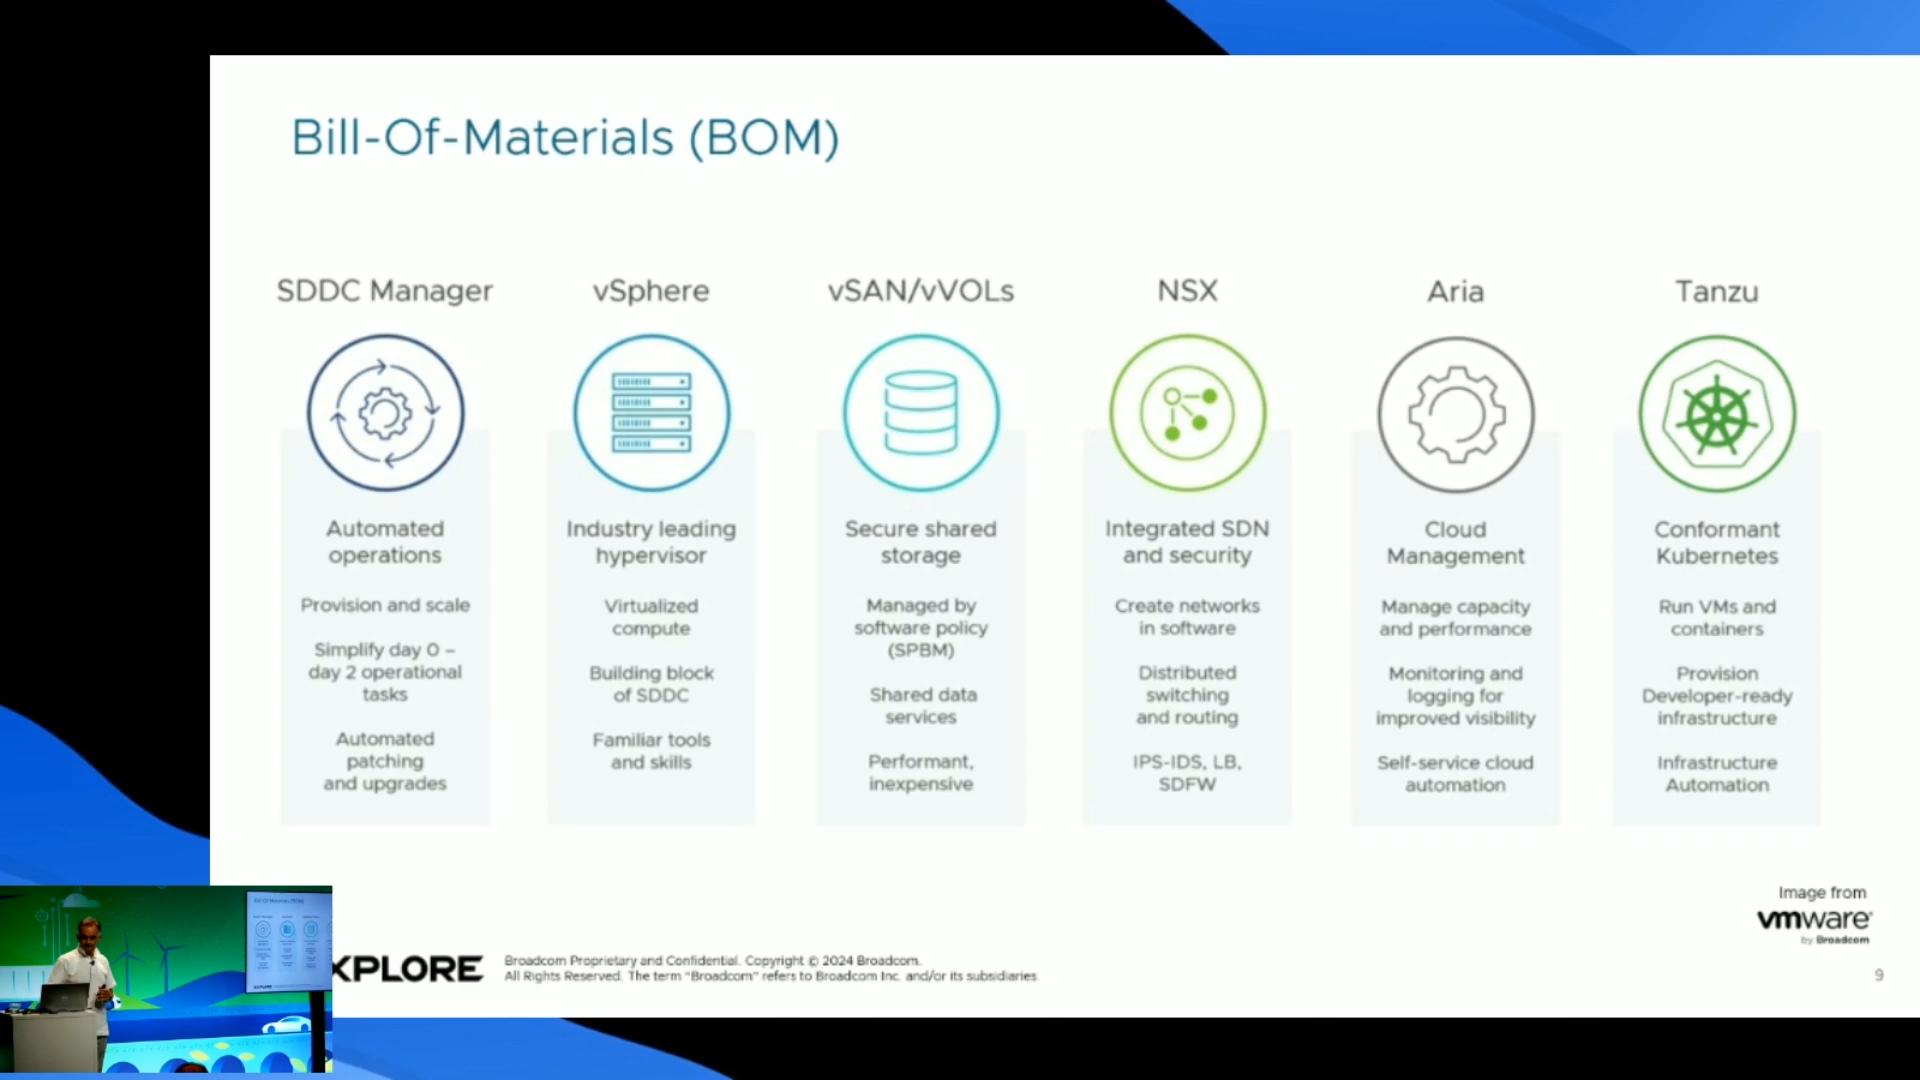 Bill-Of-Materials (BOM)
SDDC Manager
Automated
operations
Provision and scale
Simplify day 0 –
day 2 operational
tasks
Automated
patching
and upgrades
vSphere
Industry leading
hypervisor
Virtualized
compute
Building block
of SDDC
Familiar tools
and skills
vSAN/vVOLs
Secure shared
storage
Managed by
software policy
(SPBM)
Shared data
services
Performant,
inexpensive
NSX
Integrated SDN
and security
Create networks
in software
Distributed
switching
and routing
IPS-IDS, LB,
SDFW
Aria
Cloud
Management
Manage capacity
and performance
Monitoring and
logging for
improved visibility
Self-service cloud
automation
Tanzu
Conformant
Kubernetes
Run VMs and
containers
Provision
Developer-ready
infrastructure
Infrastructure
Automation
Image from
vmware
by Broadcom
XPLORE
Broadcom Proprietary and Confidential. Copyright © 2024 Broadcom.
All Rights Reserved. The term "Broadcom" refers to Broadcom Inc. and/or its subsidiaries.
9
Bill-Of-Materials (BOM)